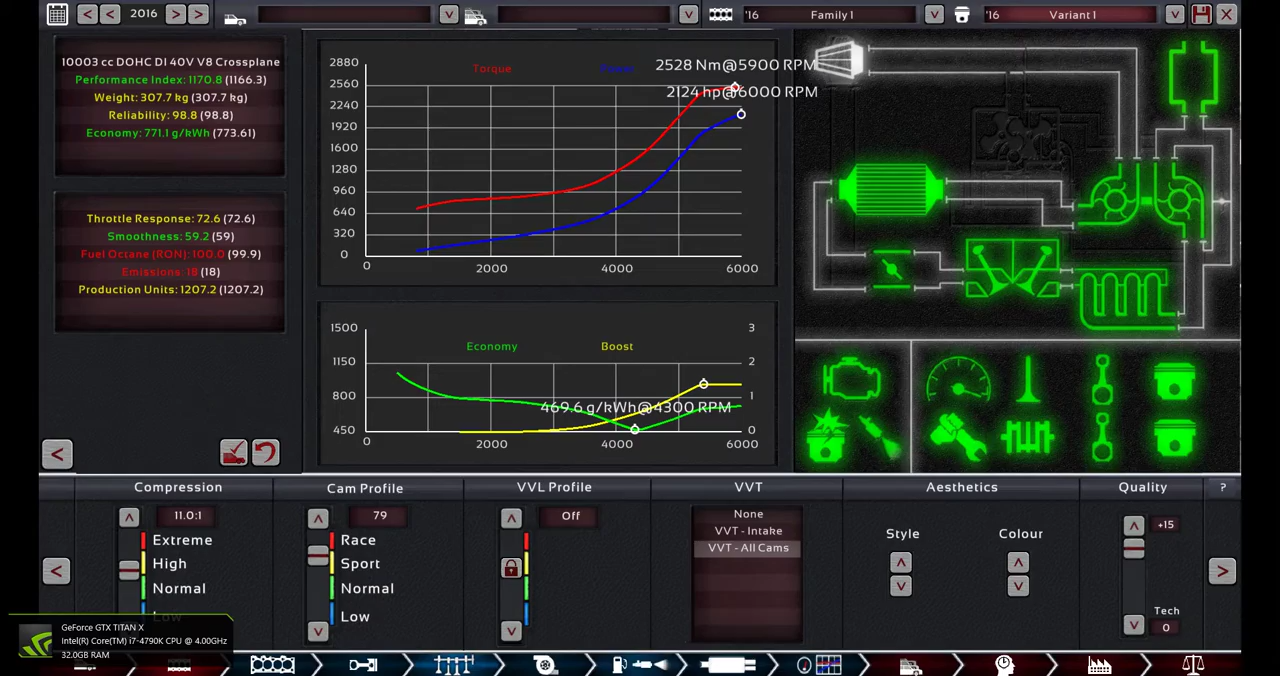 2016
'16 Family 1
'16 Variant 1
10003 cc DOHC DI 40V V8 Crossplane
Performance Index: 1170.8 (1166.3)
Weight: 307.7 kg (307.7 kg)
Reliability: 98.8 (98.8)
Economy: 771.1 g/kWh (773.61)
Throttle Response: 72.6 (72.6)
Smoothness: 59.2 (59)
Fuel Octane (RON): 100.0 (99.9)
Emissions: 18 (18)
Production Units: 1207.2 (1207.2)
2880
2560
2240
1920
1600
1280
960
640
320
0
Torque
Power
2528 Nm@5900 RPM
2124 hp@6000 RPM
0 2000 4000 6000
1500
1150
800
450
Economy
Boost
3
2
1
0
469.6 g/kWh@4300 RPM
0 2000 4000 6000
Compression
11.0:1
Extreme
High
Normal
Low
Cam Profile
79
Race
Sport
Normal
Low
VVL Profile
Off
VVT
None
VVT - Intake
VVT - All Cams
Aesthetics
Style
Colour
Quality
+15
Tech
0
?
GeForce GTX TITAN X
Intel(R) Core(TM) i7-4790K CPU @ 4.00GHz
32.0GB RAM